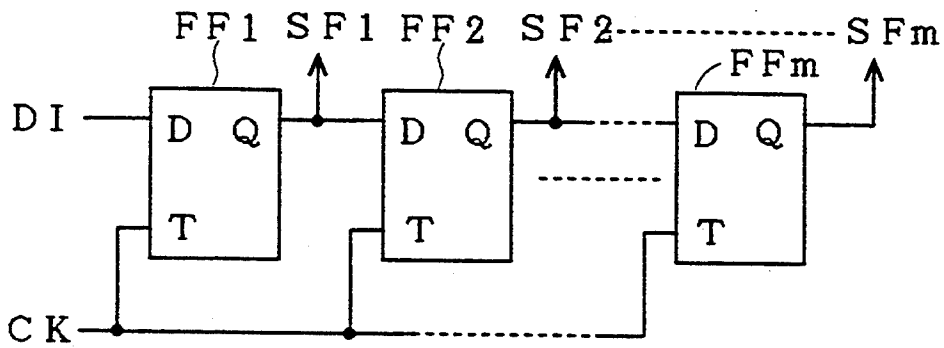 FF1 SF1 FF2 SF2 SFm
FFm
DI D Q D Q D Q
T T T
CK